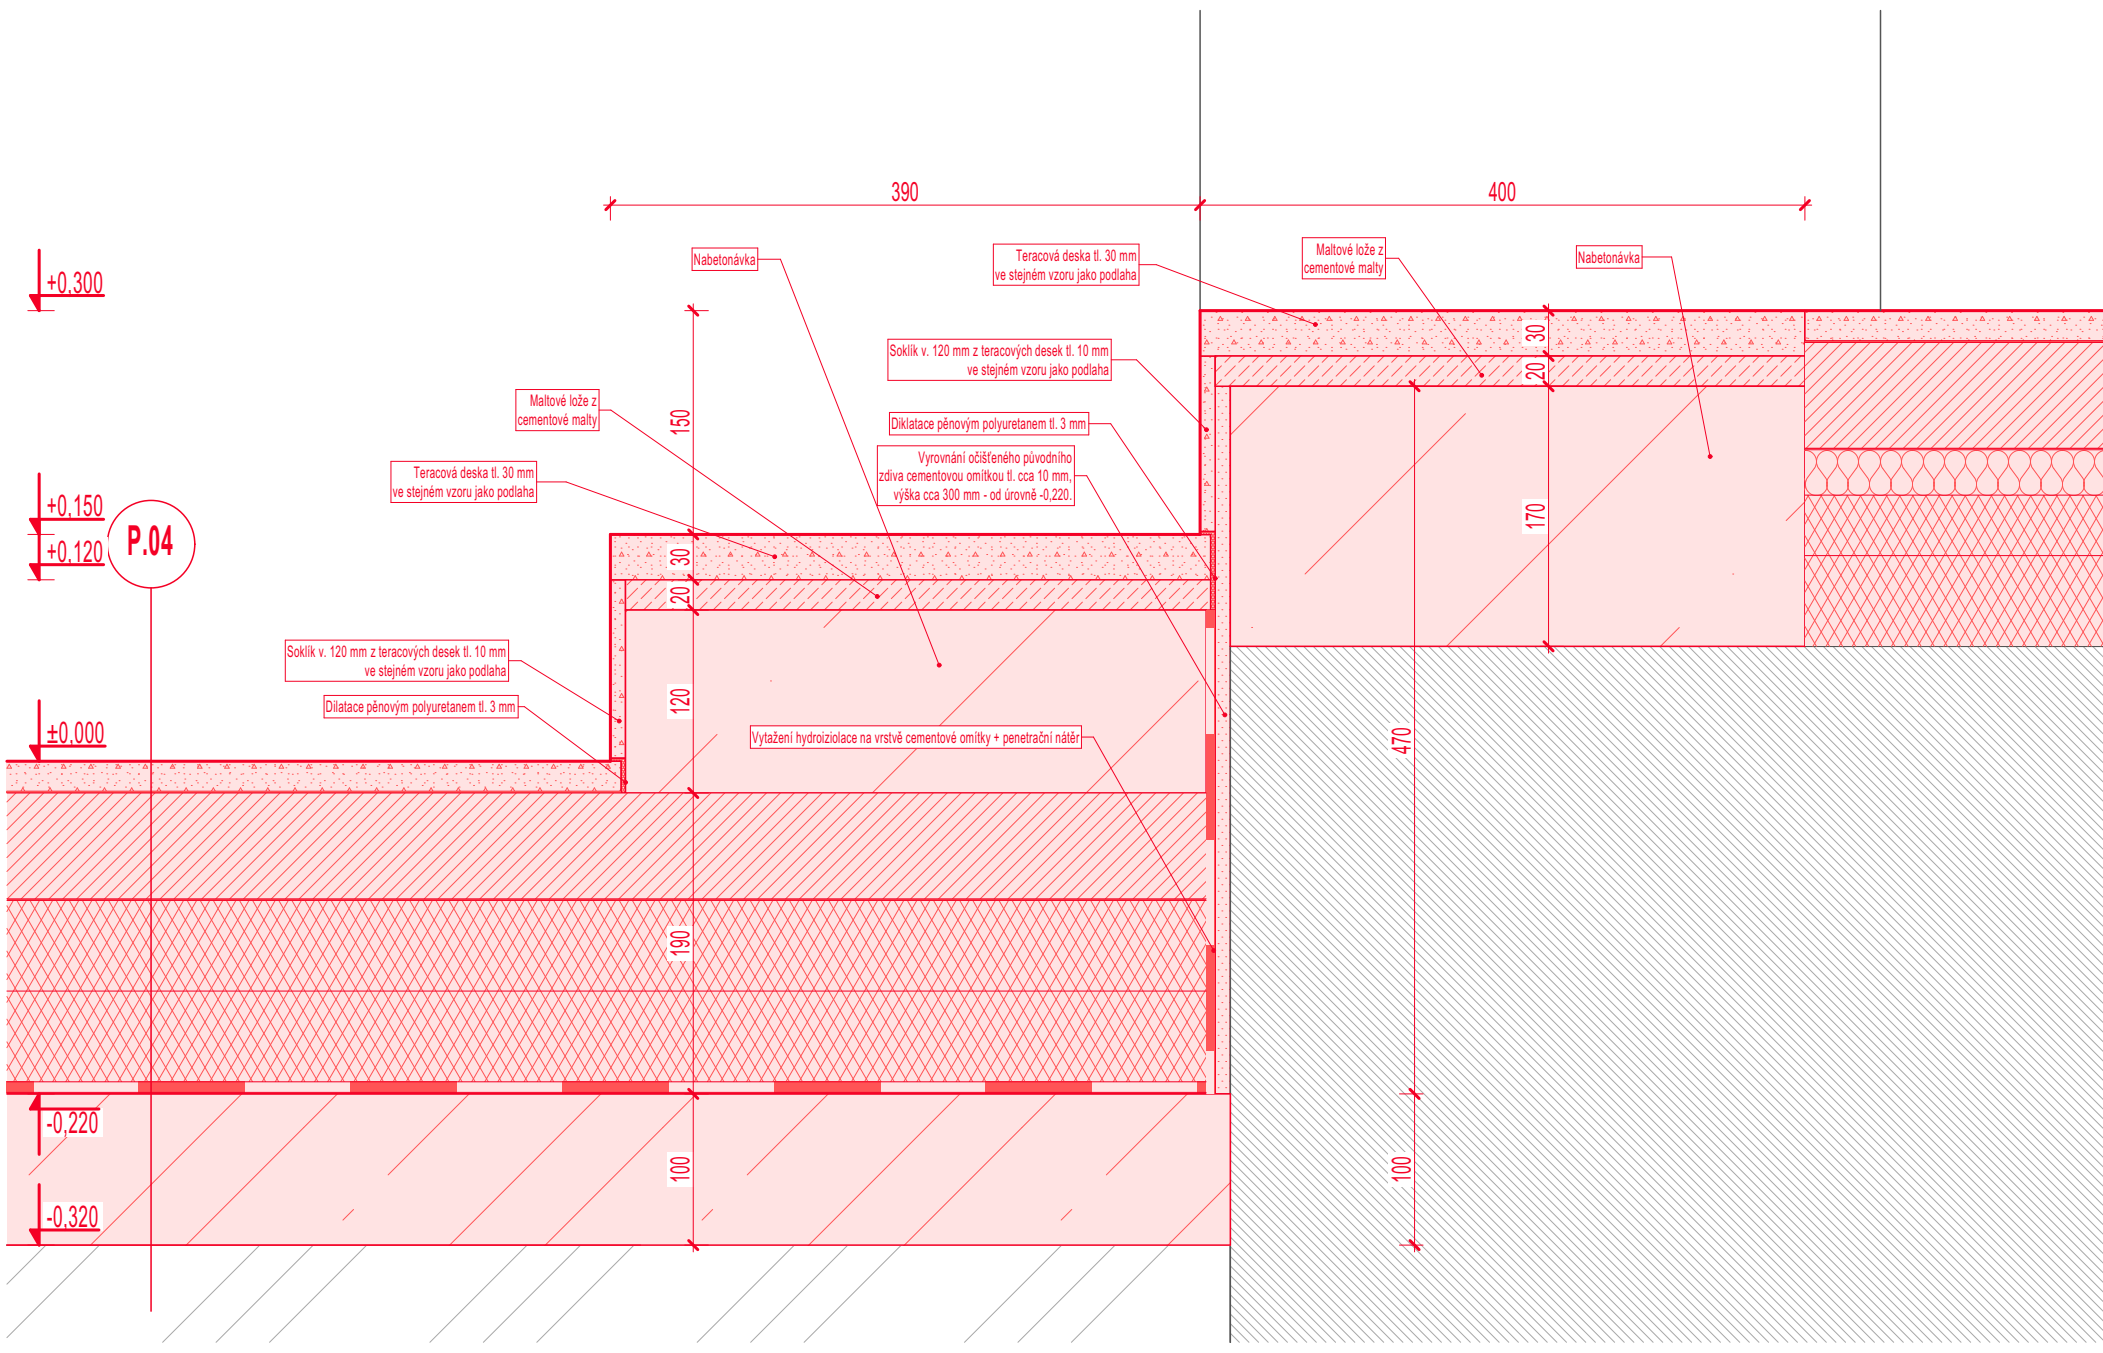 390
400
Nabetonávka
Teracová deska tl. 30 mm
ve stejném vzoru jako podlaha
Maltové lože z
cementové malty
Nabetonávka
+0,300
30
Soklík v. 120 mm z teracových desek tl. 10 mm
ve stejném vzoru jako podlaha
20
Maltové lože z
cementové malty
150
Diklatace pěnovým polyuretanem tl. 3 mm
Vyrovnání očišťeného původního
zdiva cementovou omítkou tl. cca 10 mm,
výška cca 300 mm - od úrovně -0,220.
Teracová deska tl. 30 mm
ve stejném vzoru jako podlaha
+0,150
170
P.04
+0,120
30
20
Soklík v. 120 mm z teracových desek tl. 10 mm
ve stejném vzoru jako podlaha
120
Dilatace pěnovým polyuretanem tl. 3 mm
±0,000
Vytažení hydroiziolace na vrstvě cementové omítky + penetrační nátěr
470
190
-0,220
100
100
-0,320